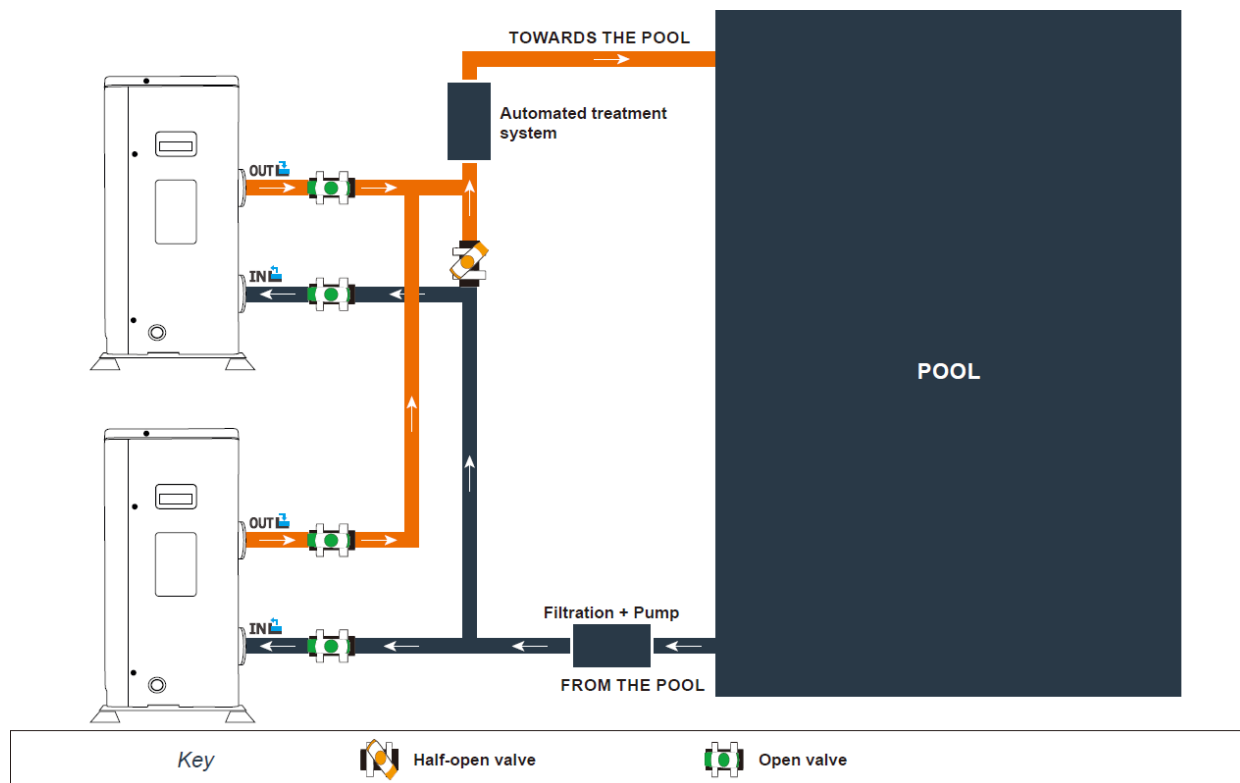 TOWARDS THE POOL
Automated treatment
system
OUT
IN
POOL
OUT
Filtration + Pump
IN
FROM THE POOL
Key
Half-open valve
Open valve